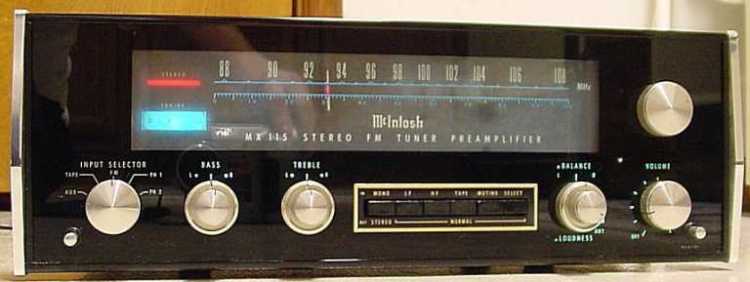 STEREO 88 90 92 94 96 98 100 102 104 106 108 MHz
TUNING
McIntosh
MX 115 STEREO FM TUNER PREAMPLIFIER
INPUT SELECTOR BASS TREBLE BALANCE VOLUME
FM
TAPE PH 1
AUX PH 2
L R L R L R
MONO LF HF TAPE MUTING SELECT
STEREO NORMAL
LOUDNESS
OFF